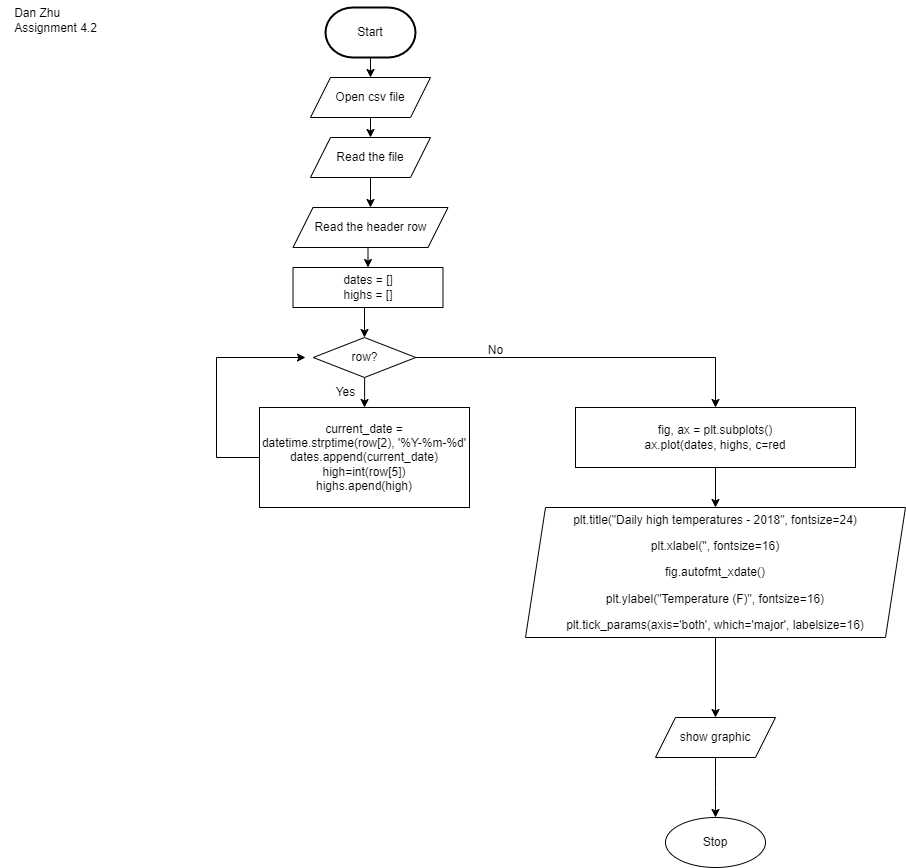 Dan Zhu
Assignment 4.2
Start
Open csv file
Read the file
Read the header row
dates = []
highs = []
row?
No
Yes
current_date =
datetime.strptime(row[2), '%Y-%m-%d'
dates.append(current_date)
high=int(row[5])
highs.apend(high)
fig, ax = plt.subplots()
ax.plot(dates, highs, c=red
plt.title("Daily high temperatures - 2018", fontsize=24)
plt.xlabel('', fontsize=16)
fig.autofmt_xdate()
plt.ylabel("Temperature (F)", fontsize=16)
plt.tick_params(axis='both', which='major', labelsize=16)
show graphic
Stop